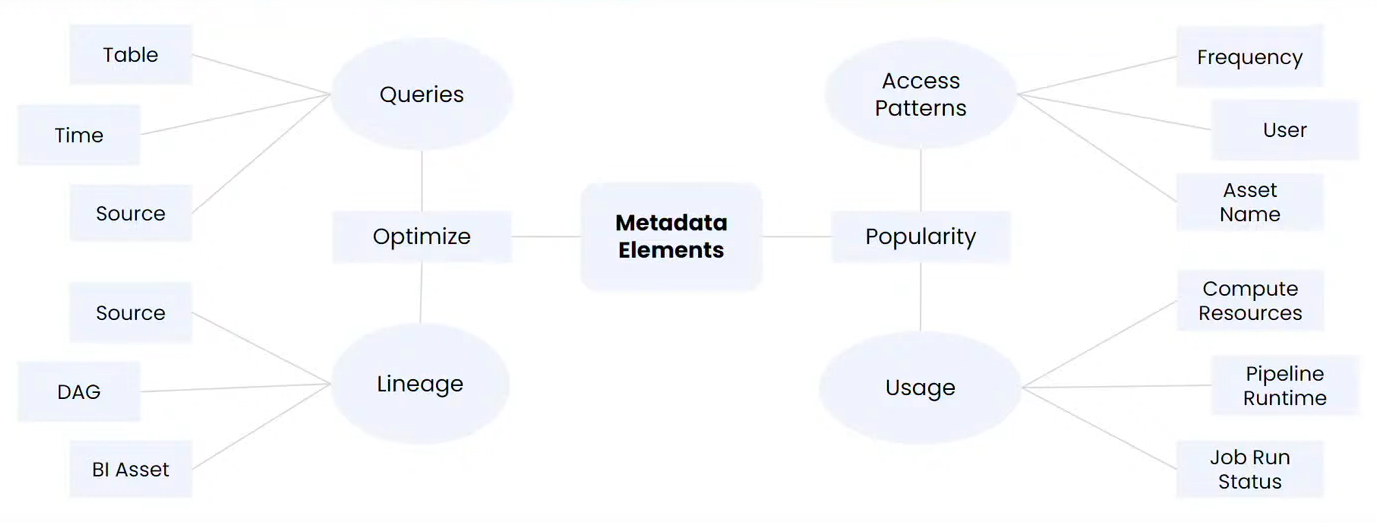 Table
Time
Source
Queries
Optimize
Source
DAG
BI Asset
Lineage
Metadata
Elements
Access
Patterns
Popularity
Usage
Frequency
User
Asset
Name
Compute
Resources
Pipeline
Runtime
Job Run
Status